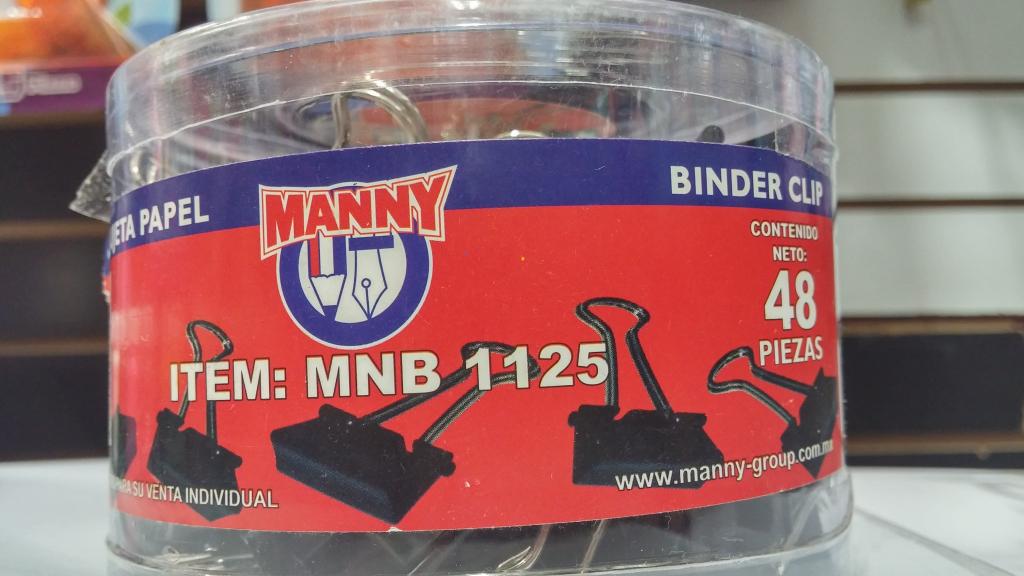 PAPEL
MANNY
BINDER CLIP
CONTENIDO
NETO:
48
PIEZAS
ITEM: MNB 1125
www.manny-group.com.mx
PARA SU VENTA INDIVIDUAL